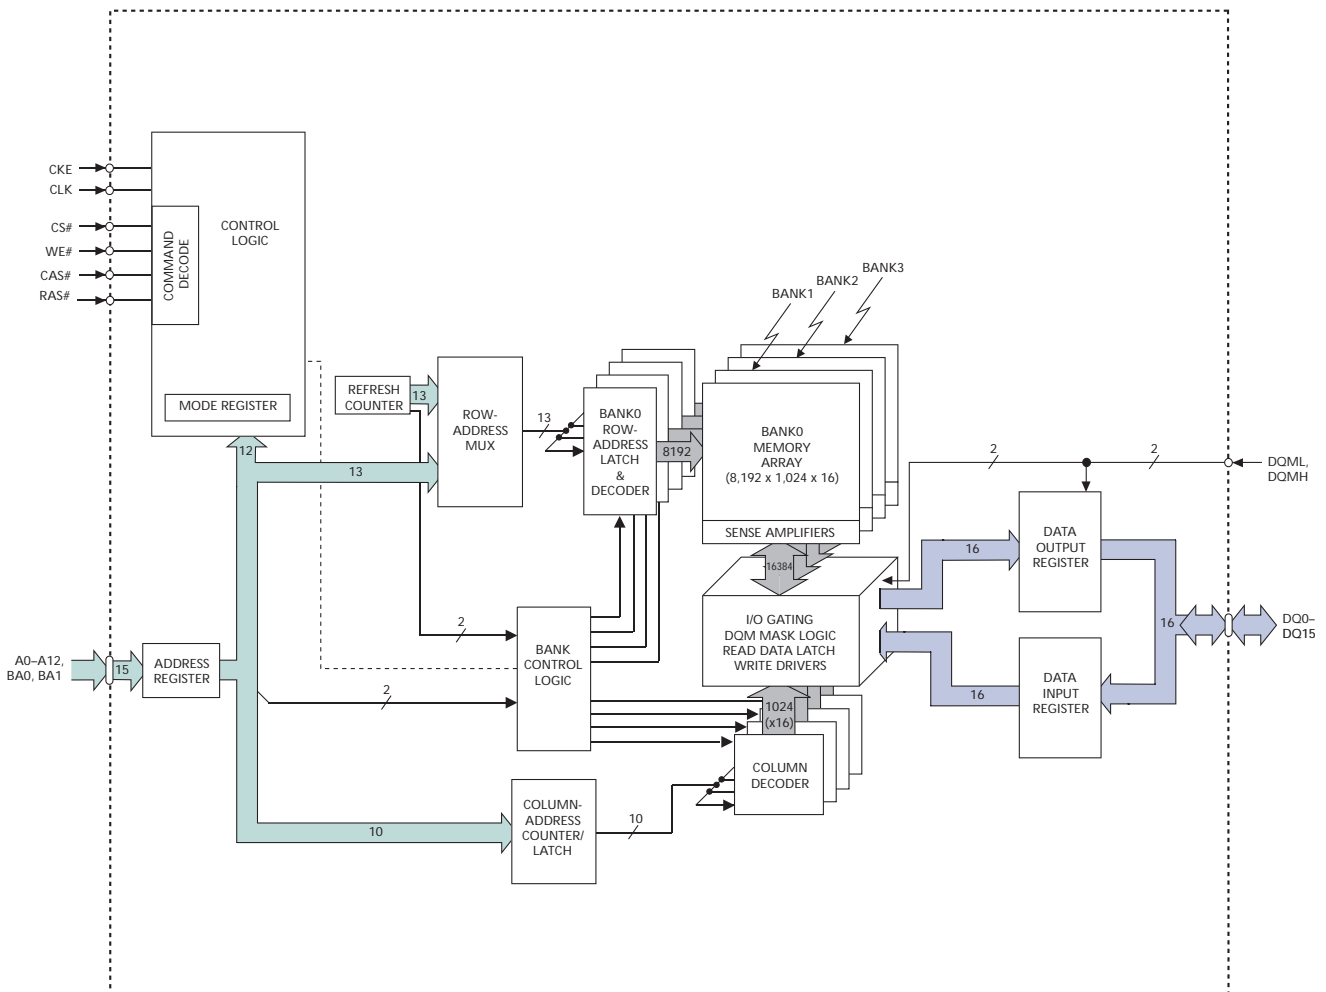 CKE
CLK
CS#
WE#
CAS#
RAS#
COMMAND
DECODE
CONTROL
LOGIC
MODE REGISTER
BANK3
BANK2
BANK1
REFRESH
COUNTER
13
12
13
ROW-
ADDRESS
MUX
13
BANK0
ROW-
ADDRESS
LATCH
&
DECODER
8192
BANK0
MEMORY
ARRAY
(8,192 x 1,024 x 16)
SENSE AMPLIFIERS
16384
I/O GATING
DQM MASK LOGIC
READ DATA LATCH
WRITE DRIVERS
2
2
DQML,
DQMH
DATA
OUTPUT
REGISTER
16
16
DQ0–
DQ15
DATA
INPUT
REGISTER
16
A0–A12,
BA0, BA1
15
ADDRESS
REGISTER
2
2
BANK
CONTROL
LOGIC
1024
(x16)
COLUMN
DECODER
10
COLUMN-
ADDRESS
COUNTER/
LATCH
10